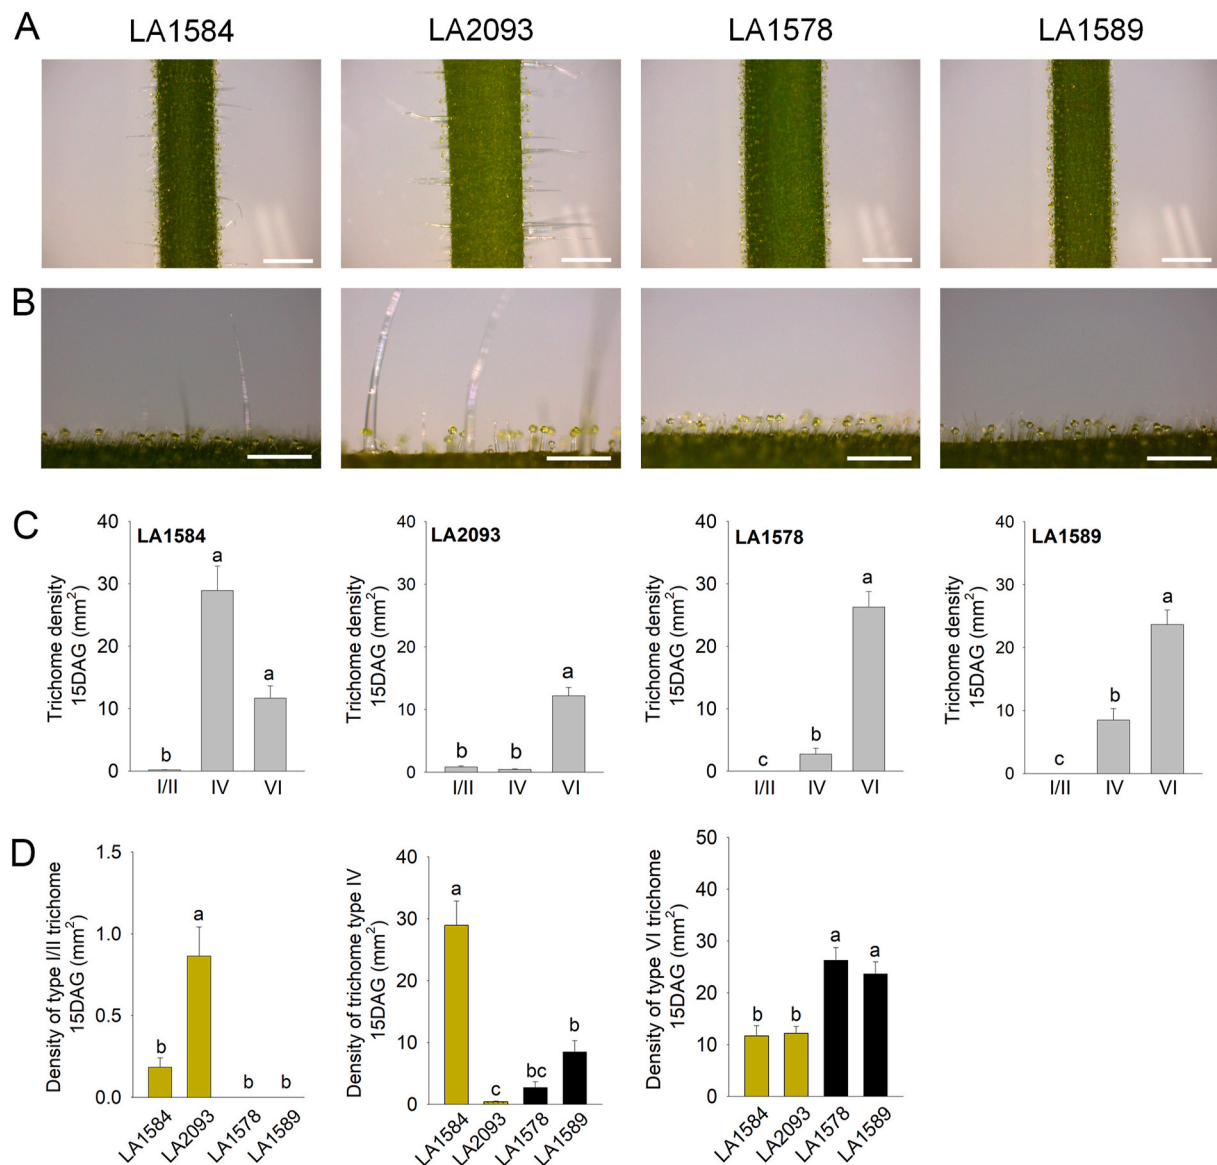 A
LA1584
LA2093
LA1578
LA1589
B
C
Trichome density
15DAG (mm²)
40
30
20
10
0
LA1584
b
a
a
I/II
IV
VI
Trichome density
15DAG (mm²)
40
30
20
10
0
LA2093
b
b
a
I/II
IV
VI
Trichome density
15DAG (mm²)
40
30
20
10
0
LA1578
c
b
a
I/II
IV
VI
Trichome density
15DAG (mm²)
40
30
20
10
0
LA1589
c
b
a
I/II
IV
VI
D
Density of type I/II trichome
15DAG (mm²)
1.5
1.0
0.5
0.0
b
a
b
b
LA1584
LA2093
LA1578
LA1589
Density of trichome type IV
15DAG (mm²)
40
30
20
10
0
a
c
bc
b
LA1584
LA2093
LA1578
LA1589
Density of type VI trichome
15DAG (mm²)
50
40
30
20
10
0
b
b
a
a
LA1584
LA2093
LA1578
LA1589